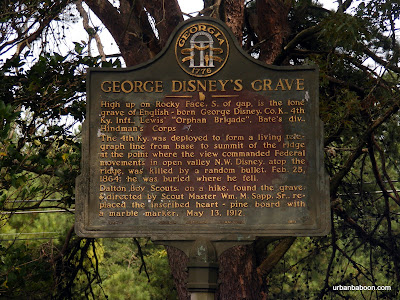 GEORGIA
1776
GEORGE DISNEY'S GRAVE
High up on Rocky Face, S. of gap, is the lone
grave of English-born George Disney, Co. K., 4th
Ky. Inf., Lewis' "Orphan Brigade", Bate's div.,
Hindman's Corps
The 4th Ky. was deployed to form a living tele-
graph line from base to summit of the ridge
at the point where the view commanded Federal
movements in open valley N.W. Disney, atop the
ridge, was killed by a random bullet, Feb. 25,
1864; he was buried where he fell.
Dalton Boy Scouts, on a hike, found the grave.
Directed by Scout Master Wm. M. Sapp, Sr., re-
placed the inscribed heart-pine board with
a marble marker, May 13, 1912
urbanbaboon.com